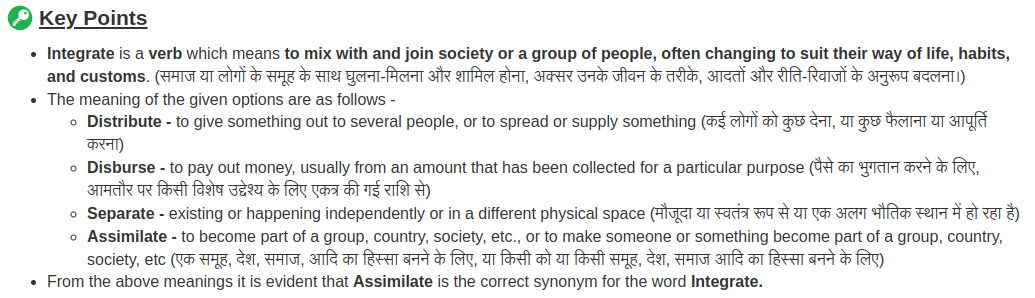 Key Points
• Integrate is a verb which means to mix with and join society or a group of people, often changing to suit their way of life, habits,
and customs. (समाज या लोगों के समूह के साथ घुलना-मिलना और शामिल होना, अक्सर उनके जीवन के तरीके, आदतों और रीति-रिवाजों के अनुरूप बदलना।)
• The meaning of the given options are as follows -
◦ Distribute - to give something out to several people, or to spread or supply something (कई लोगों को कुछ देना, या कुछ फैलाना या आपूर्ति
करना)
◦ Disburse - to pay out money, usually from an amount that has been collected for a particular purpose (पैसे का भुगतान करने के लिए,
आमतौर पर किसी विशेष उद्देश्य के लिए एकत्र की गई राशि से)
◦ Separate - existing or happening independently or in a different physical space (मौजूदा या स्वतंत्र रूप से या एक अलग भौतिक स्थान में हो रहा है)
◦ Assimilate - to become part of a group, country, society, etc., or to make someone or something become part of a group, country,
society, etc (एक समूह, देश, समाज, आदि का हिस्सा बनने के लिए, या किसी को या किसी समूह, देश, समाज आदि का हिस्सा बनने के लिए)
• From the above meanings it is evident that Assimilate is the correct synonym for the word Integrate.